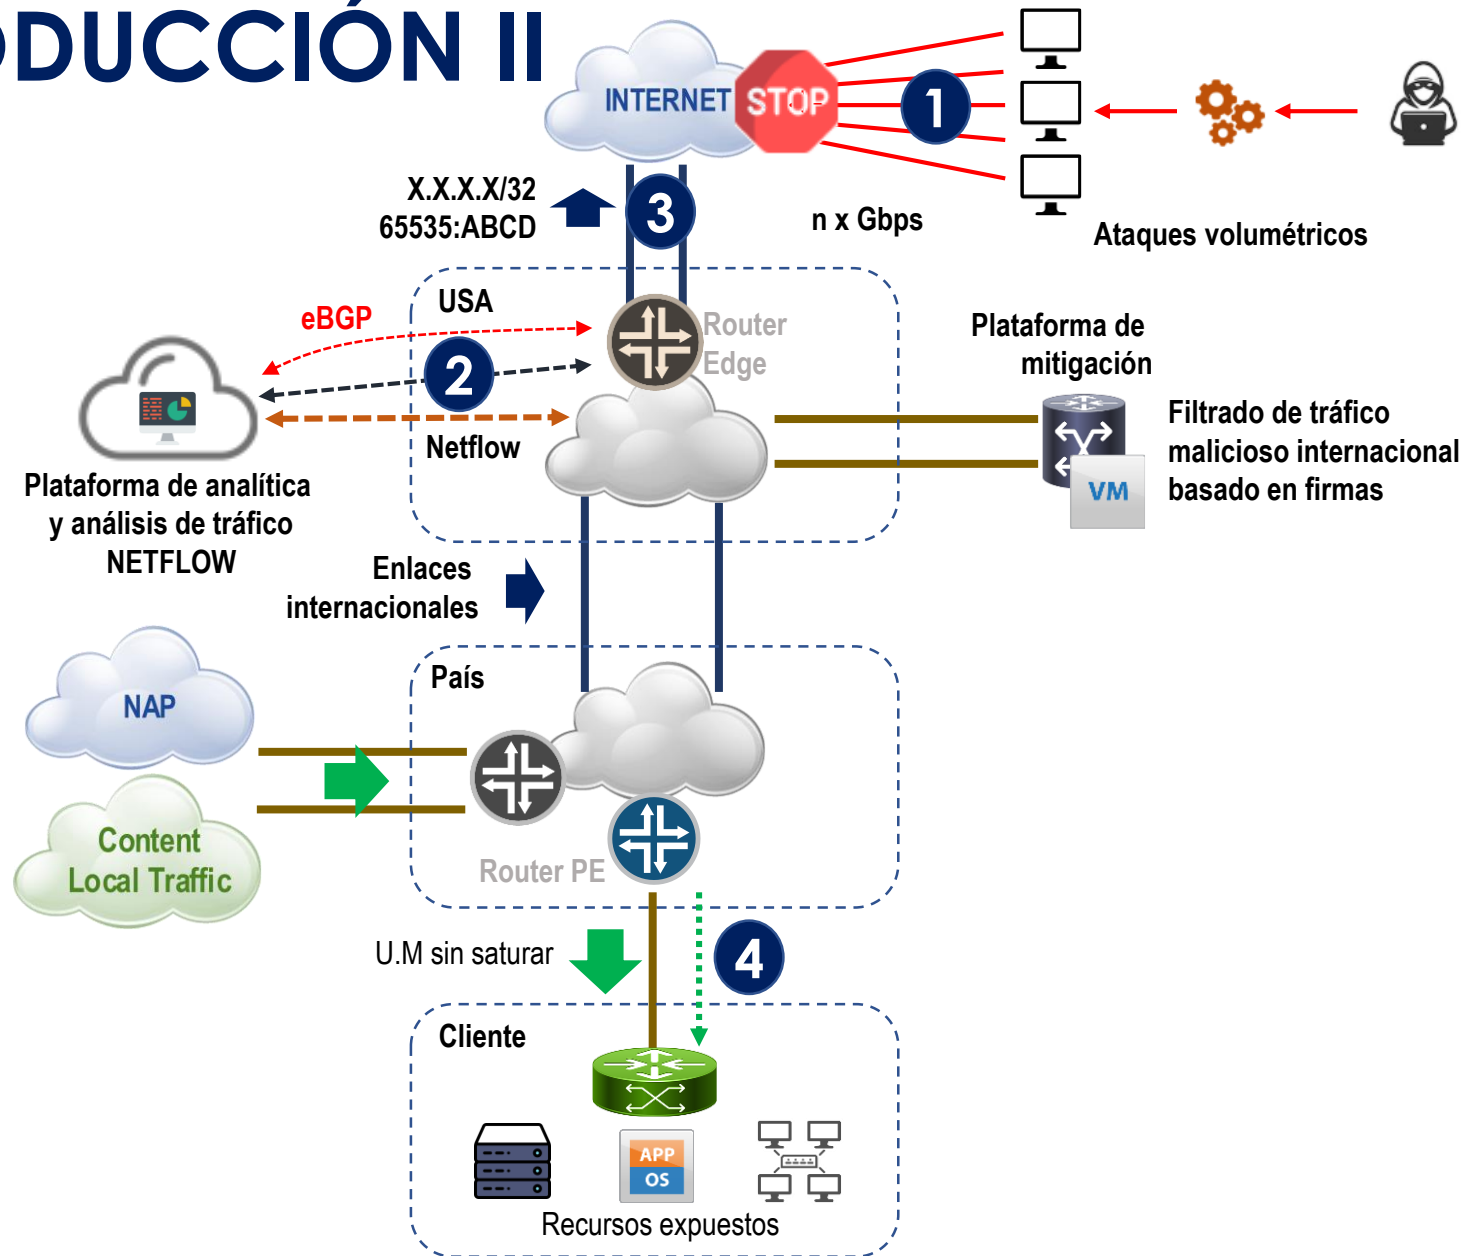 ODUCCIÓN II
INTERNET
STOP
1
X.X.X.X/32
65535:ABCD
3
n x Gbps
Ataques volumétricos
USA
eBGP
Router
Edge
2
Netflow
Plataforma de
mitigación
Filtrado de tráfico
malicioso internacional
basado en firmas
VM
Plataforma de analítica
y análisis de tráfico
NETFLOW
Enlaces
internacionales
País
NAP
Content
Local Traffic
Router PE
U.M sin saturar
4
Cliente
APP
OS
Recursos expuestos